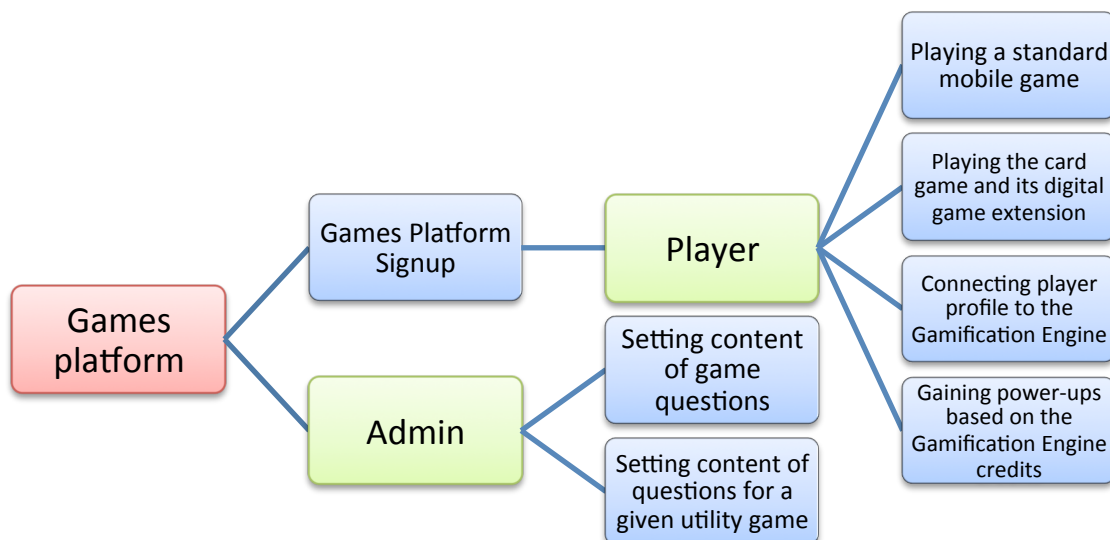 Games
platform
Games Platform
Signup
Admin
Player
Setting content
of game
questions
Setting content of
questions for a
given utility game
Playing a standard
mobile game
Playing the card
game and its digital
game extension
Connecting player
profile to the
Gamification Engine
Gaining power-ups
based on the
Gamification Engine
credits